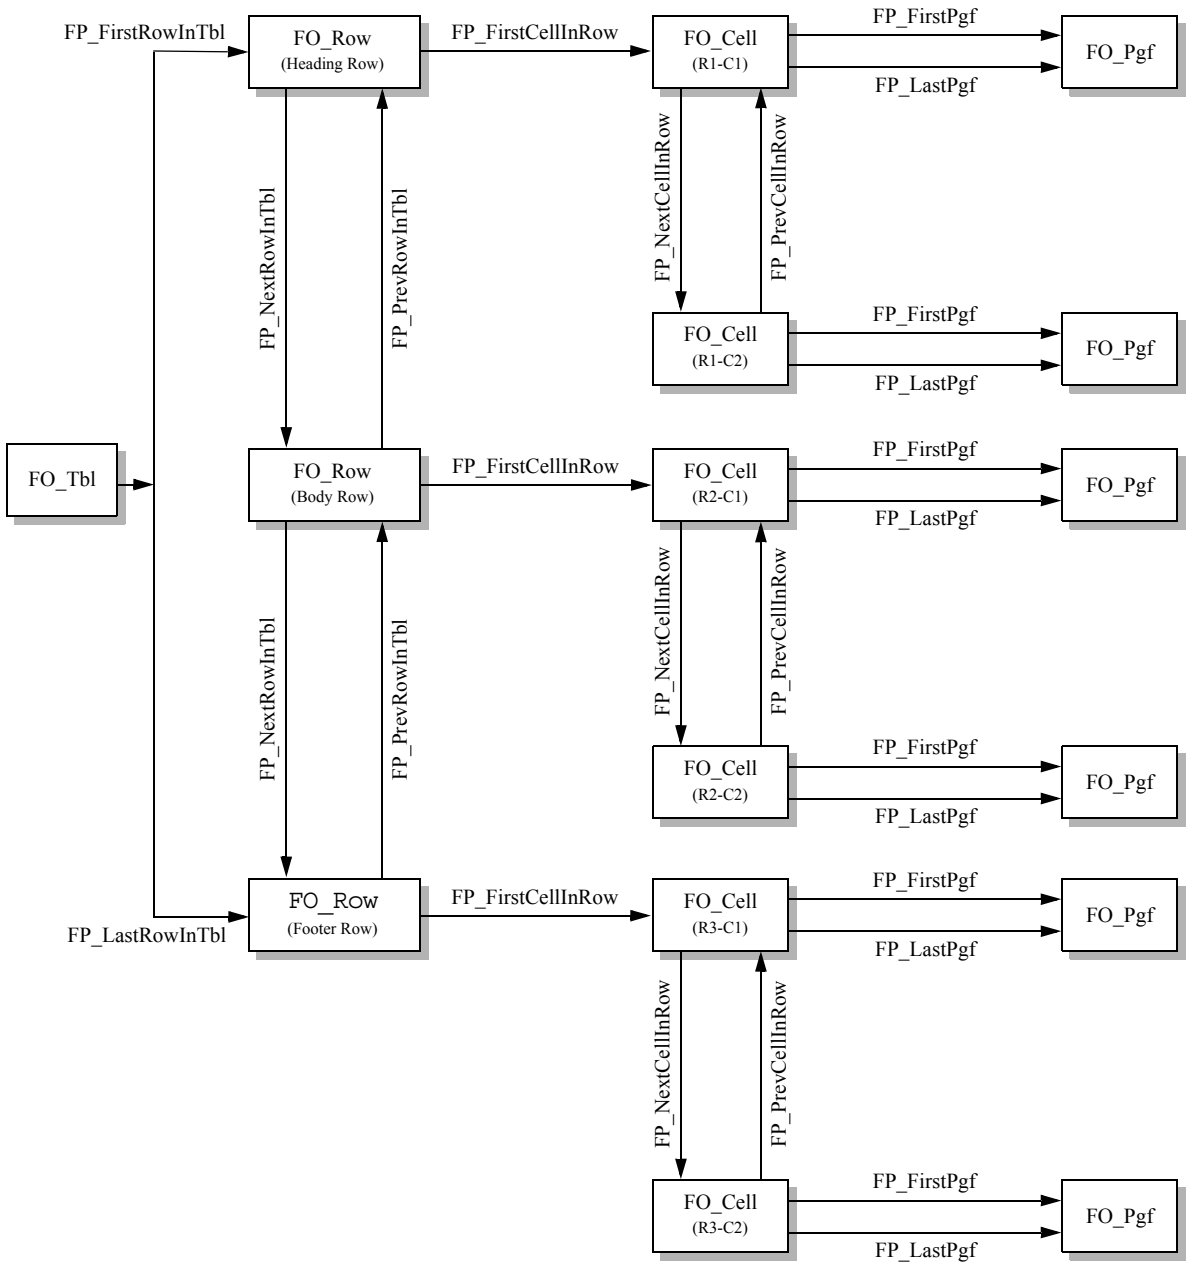 FP_FirstRowInTbl
FO_Row
(Heading Row)
FP_FirstCellInRow
FO_Cell
(R1-C1)
FP_FirstPgf
FP_LastPgf
FO_Pgf
FP_NextRowInTbl
FP_PrevRowInTbl
FP_NextCellInRow
FP_PrevCellInRow
FO_Cell
(R1-C2)
FP_FirstPgf
FP_LastPgf
FO_Pgf
FO_Tbl
FO_Row
(Body Row)
FP_FirstCellInRow
FO_Cell
(R2-C1)
FP_FirstPgf
FP_LastPgf
FO_Pgf
FP_NextRowInTbl
FP_PrevRowInTbl
FP_NextCellInRow
FP_PrevCellInRow
FO_Cell
(R2-C2)
FP_FirstPgf
FP_LastPgf
FO_Pgf
FP_LastRowInTbl
FO_Row
(Footer Row)
FP_FirstCellInRow
FO_Cell
(R3-C1)
FP_FirstPgf
FP_LastPgf
FO_Pgf
FP_NextCellInRow
FP_PrevCellInRow
FO_Cell
(R3-C2)
FP_FirstPgf
FP_LastPgf
FO_Pgf